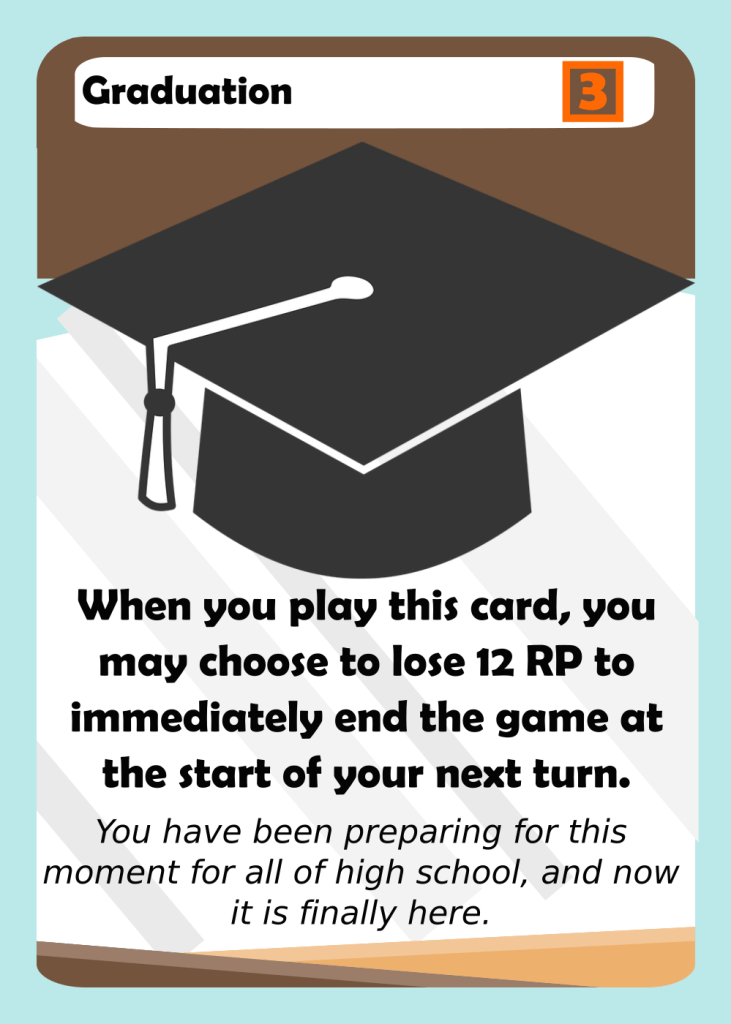 Graduation 3
When you play this card, you
may choose to lose 12 RP to
immediately end the game at
the start of your next turn.
You have been preparing for this
moment for all of high school, and now
it is finally here.